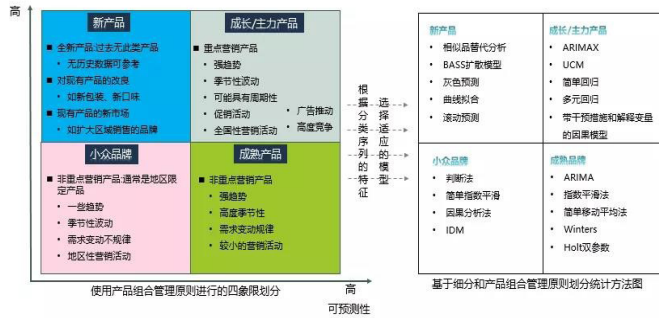 高
新产品
全新产品:过去无此类产品
无历史数据可参考
对现有产品的改良
如新包装、新口味
现有产品的新市场
如扩大区域销售的品牌
成长/主力产品
重点营销产品
强趋势
季节性波动
可能具有周期性
促销活动
全国性营销活动
广告推动
高度竞争
小众品牌
非重点营销产品:通常是地区限
定产品
一些趋势
季节性波动
需求变动不规律
地区性营销活动
成熟产品
非重点营销产品
强趋势
高度季节性
需求变动规律
较小的营销活动
高
可预测性
使用产品组合管理原则进行的四象限划分
根据分类序列的特征
选择适应的模型
新产品
相似品替代分析
BASS扩散模型
灰色预测
曲线拟合
滚动预测
成长/主力产品
ARIMAX
UCM
简单回归
多元回归
带干预措施和解释变量
的因果模型
小众品牌
判断法
简单指数平滑
因果分析法
IDM
成熟品牌
ARIMA
指数平滑法
简单移动平均法
Winters
Holt双参数
基于细分和产品组合管理原则划分统计方法图